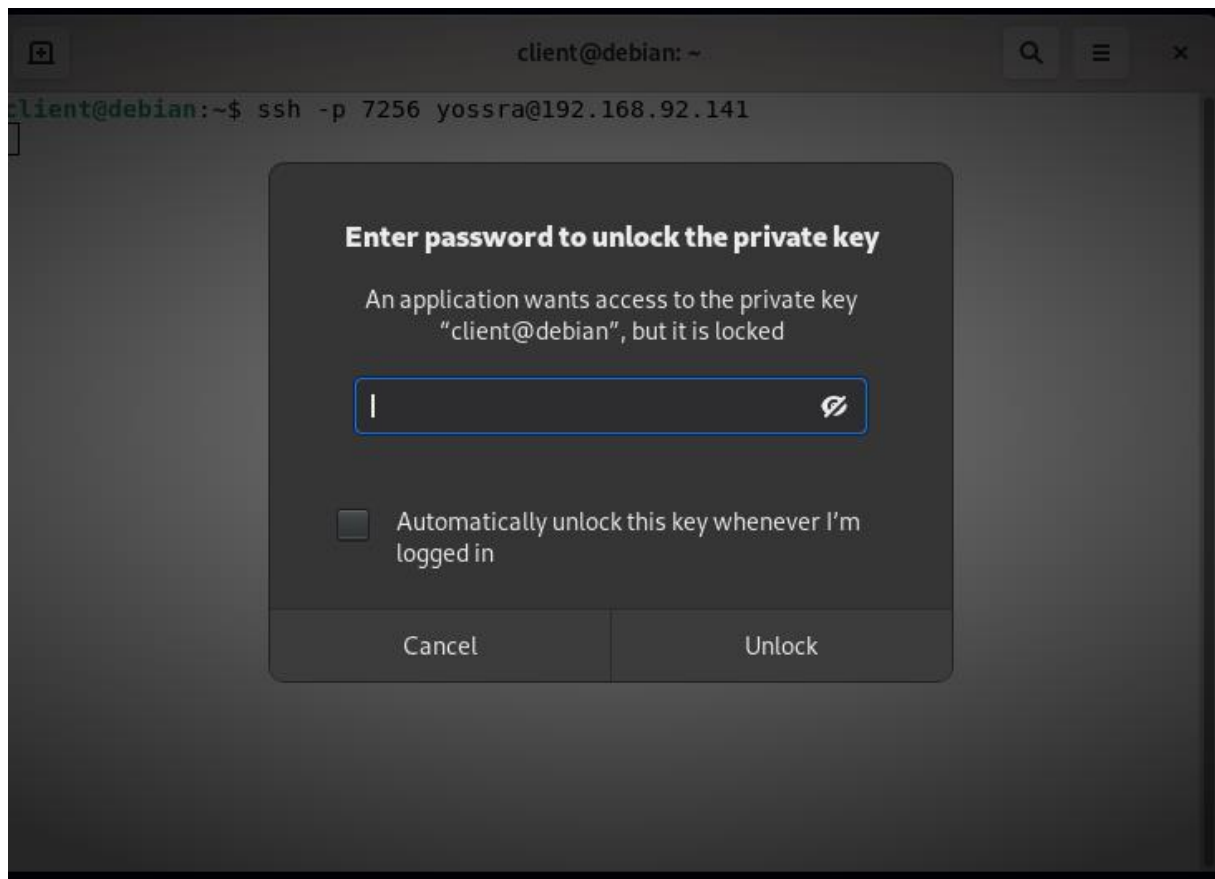 client@debian: ~
client@debian:~$ ssh -p 7256 yossra@192.168.92.141
Enter password to unlock the private key
An application wants access to the private key
“client@debian”, but it is locked
Automatically unlock this key whenever I’m
logged in
Cancel Unlock